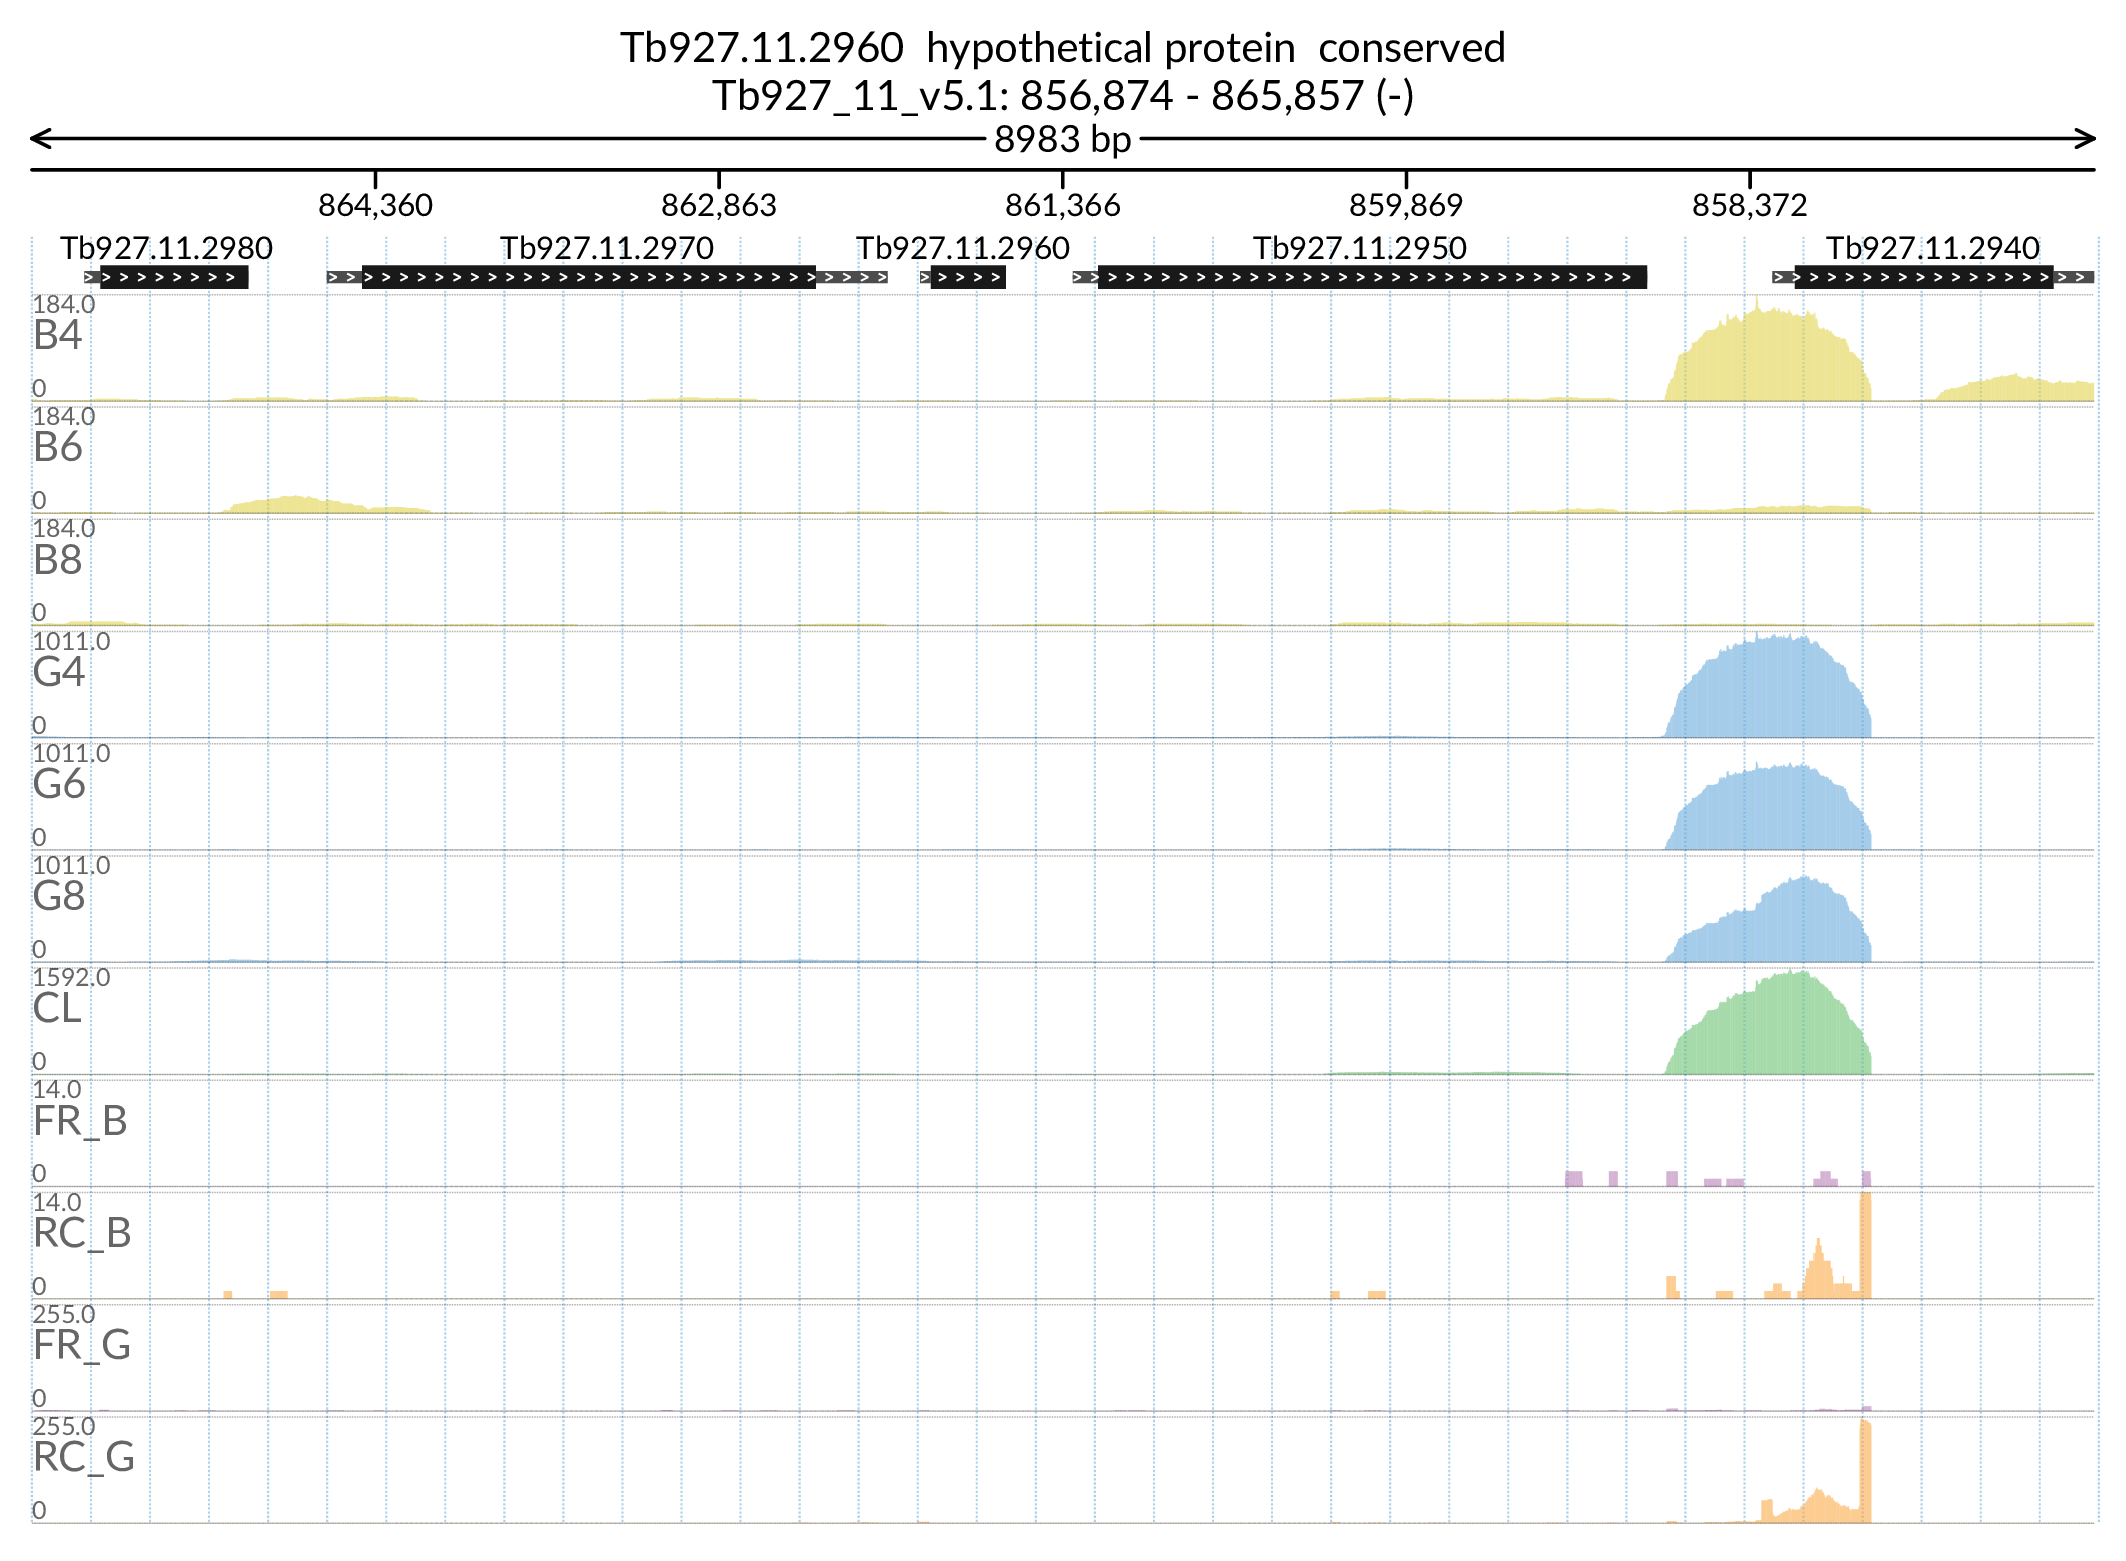 Tb927.11.2960 hypothetical protein conserved
Tb927_11_v5.1: 856,874 - 865,857 (-)
8983 bp
864,360 862,863 861,366 859,869 858,372
Tb927.11.2980 Tb927.11.2970 Tb927.11.2960 Tb927.11.2950 Tb927.11.2940
184.0
B4
0
184.0
B6
0
184.0
B8
0
1011.0
G4
0
1011.0
G6
0
1011.0
G8
0
1592.0
CL
0
14.0
FR_B
0
14.0
RC_B
0
255.0
FR_G
0
255.0
RC_G
0